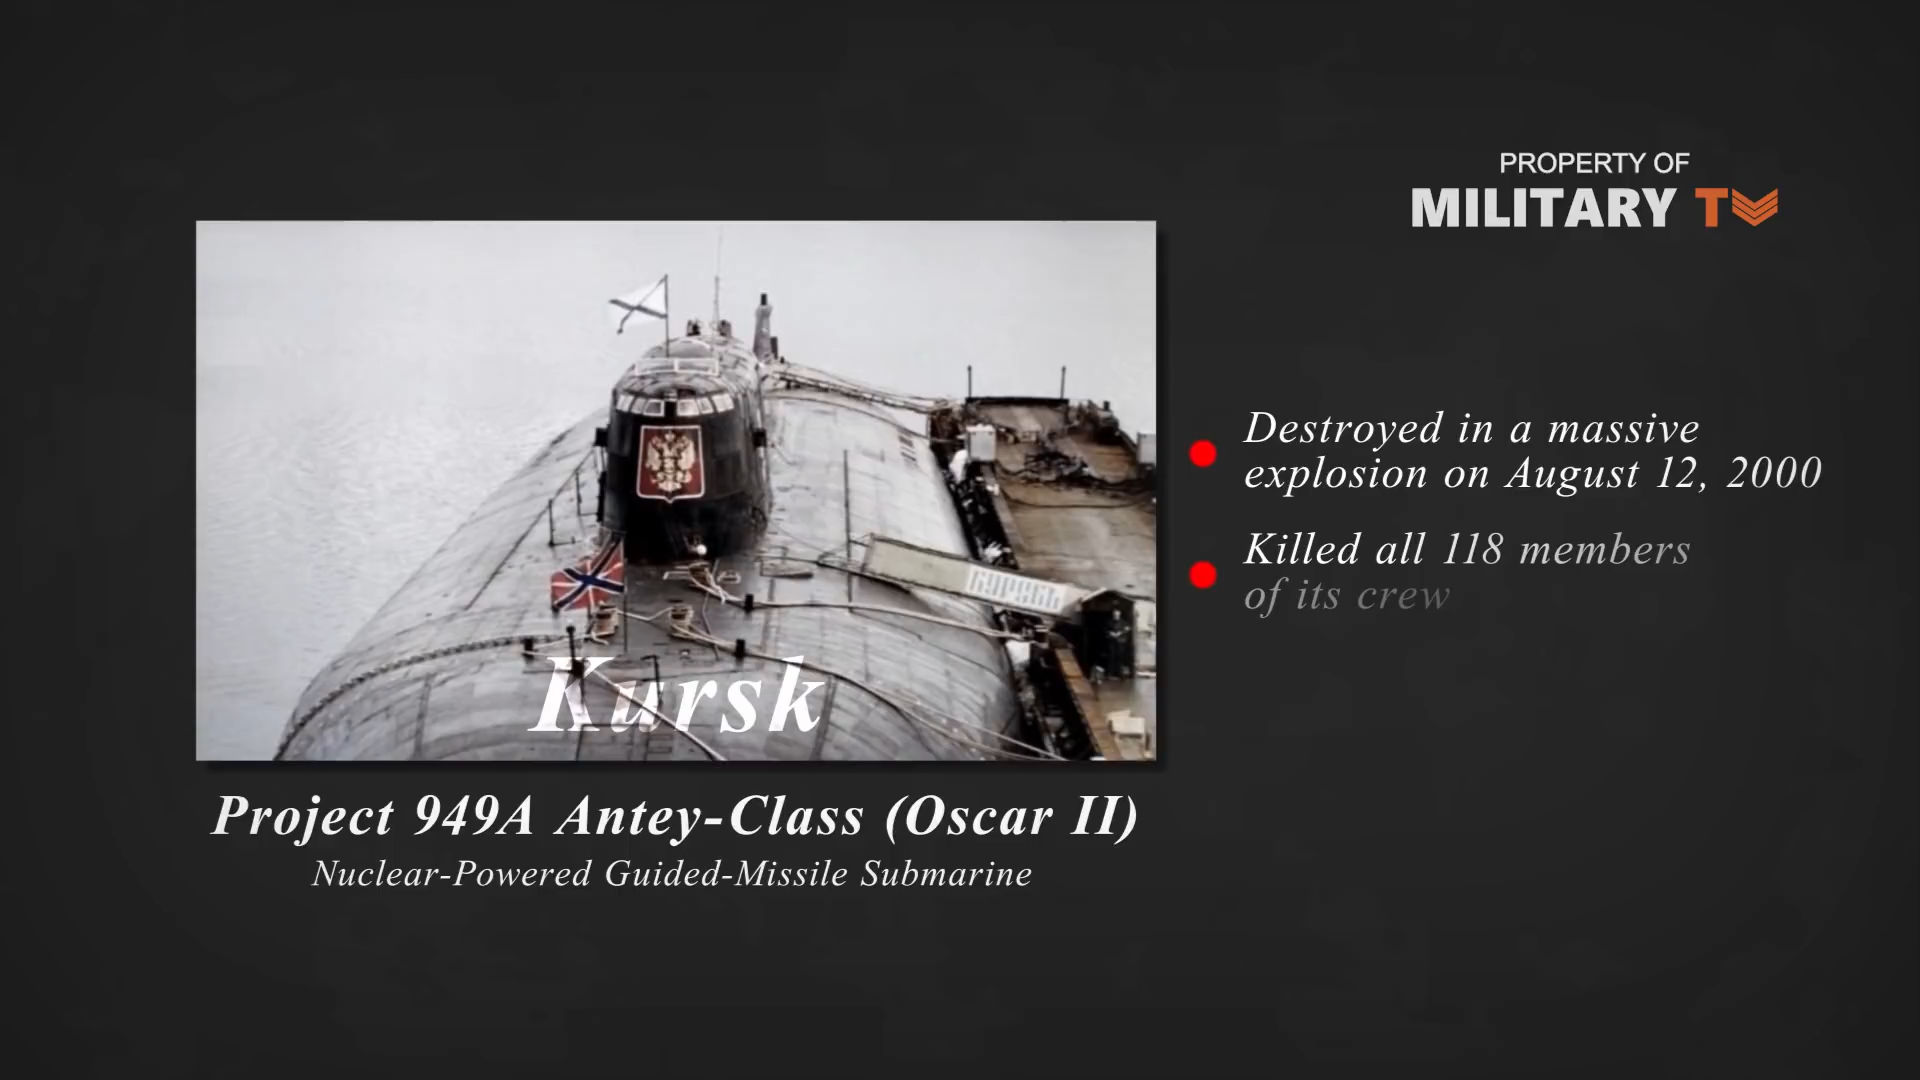 PROPERTY OF
MILITARY TV
Destroyed in a massive
explosion on August 12, 2000
Killed all 118 members
of its crew
Kursk
Project 949A Antey-Class (Oscar II)
Nuclear-Powered Guided-Missile Submarine